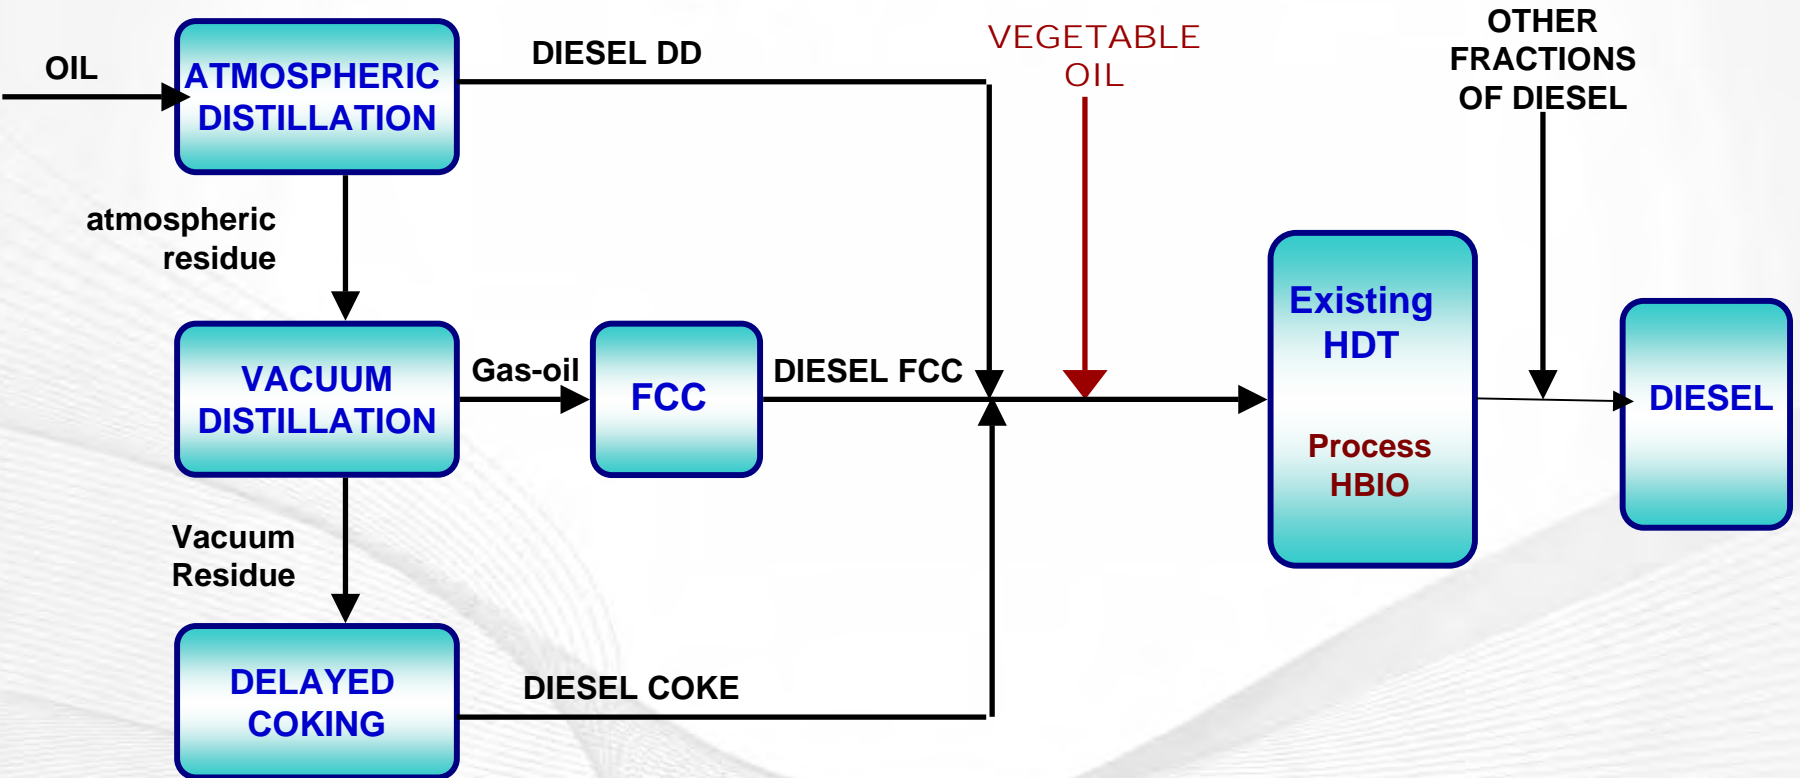 OIL
ATMOSPHERIC
DISTILLATION
DIESEL DD
VEGETABLE
OIL
OTHER
FRACTIONS
OF DIESEL
atmospheric
residue
VACUUM
DISTILLATION
Gas-oil
FCC
DIESEL FCC
Existing
HDT
Process
HBIO
DIESEL
Vacuum
Residue
DELAYED
COKING
DIESEL COKE